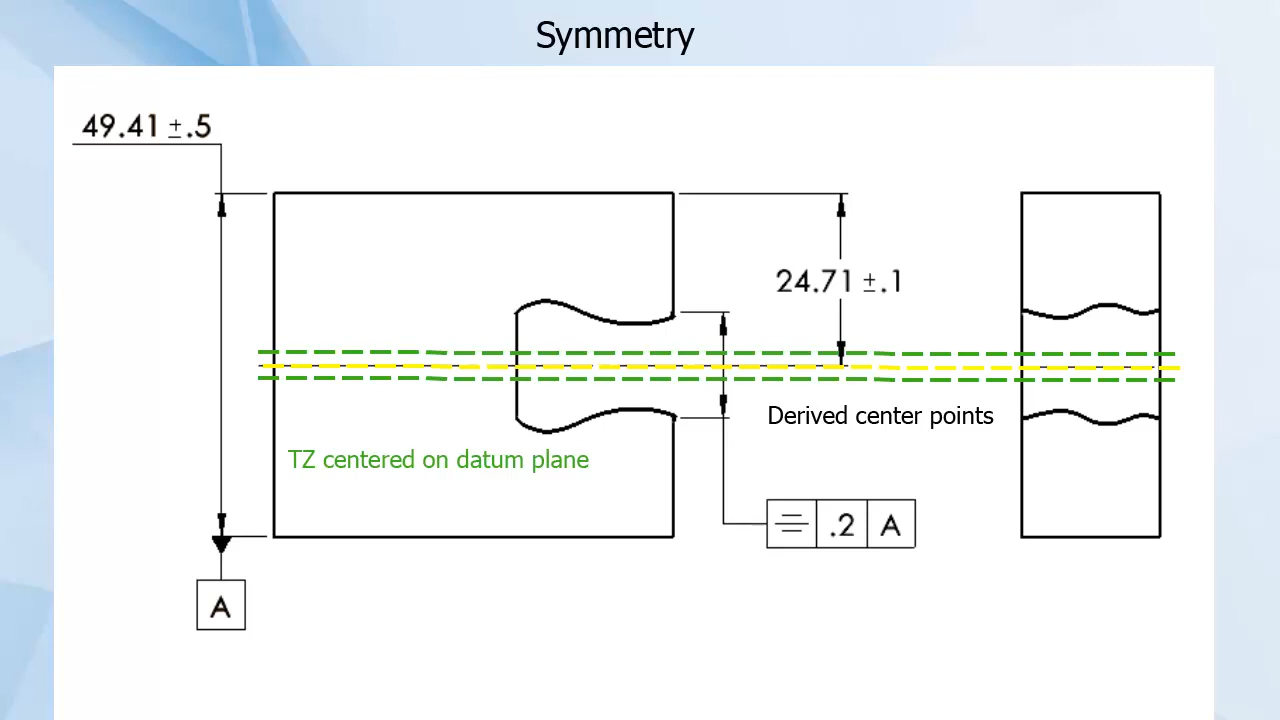 Symmetry
49.41 ±.5
24.71 ±.1
Derived center points
TZ centered on datum plane
⌯ .2 A
A